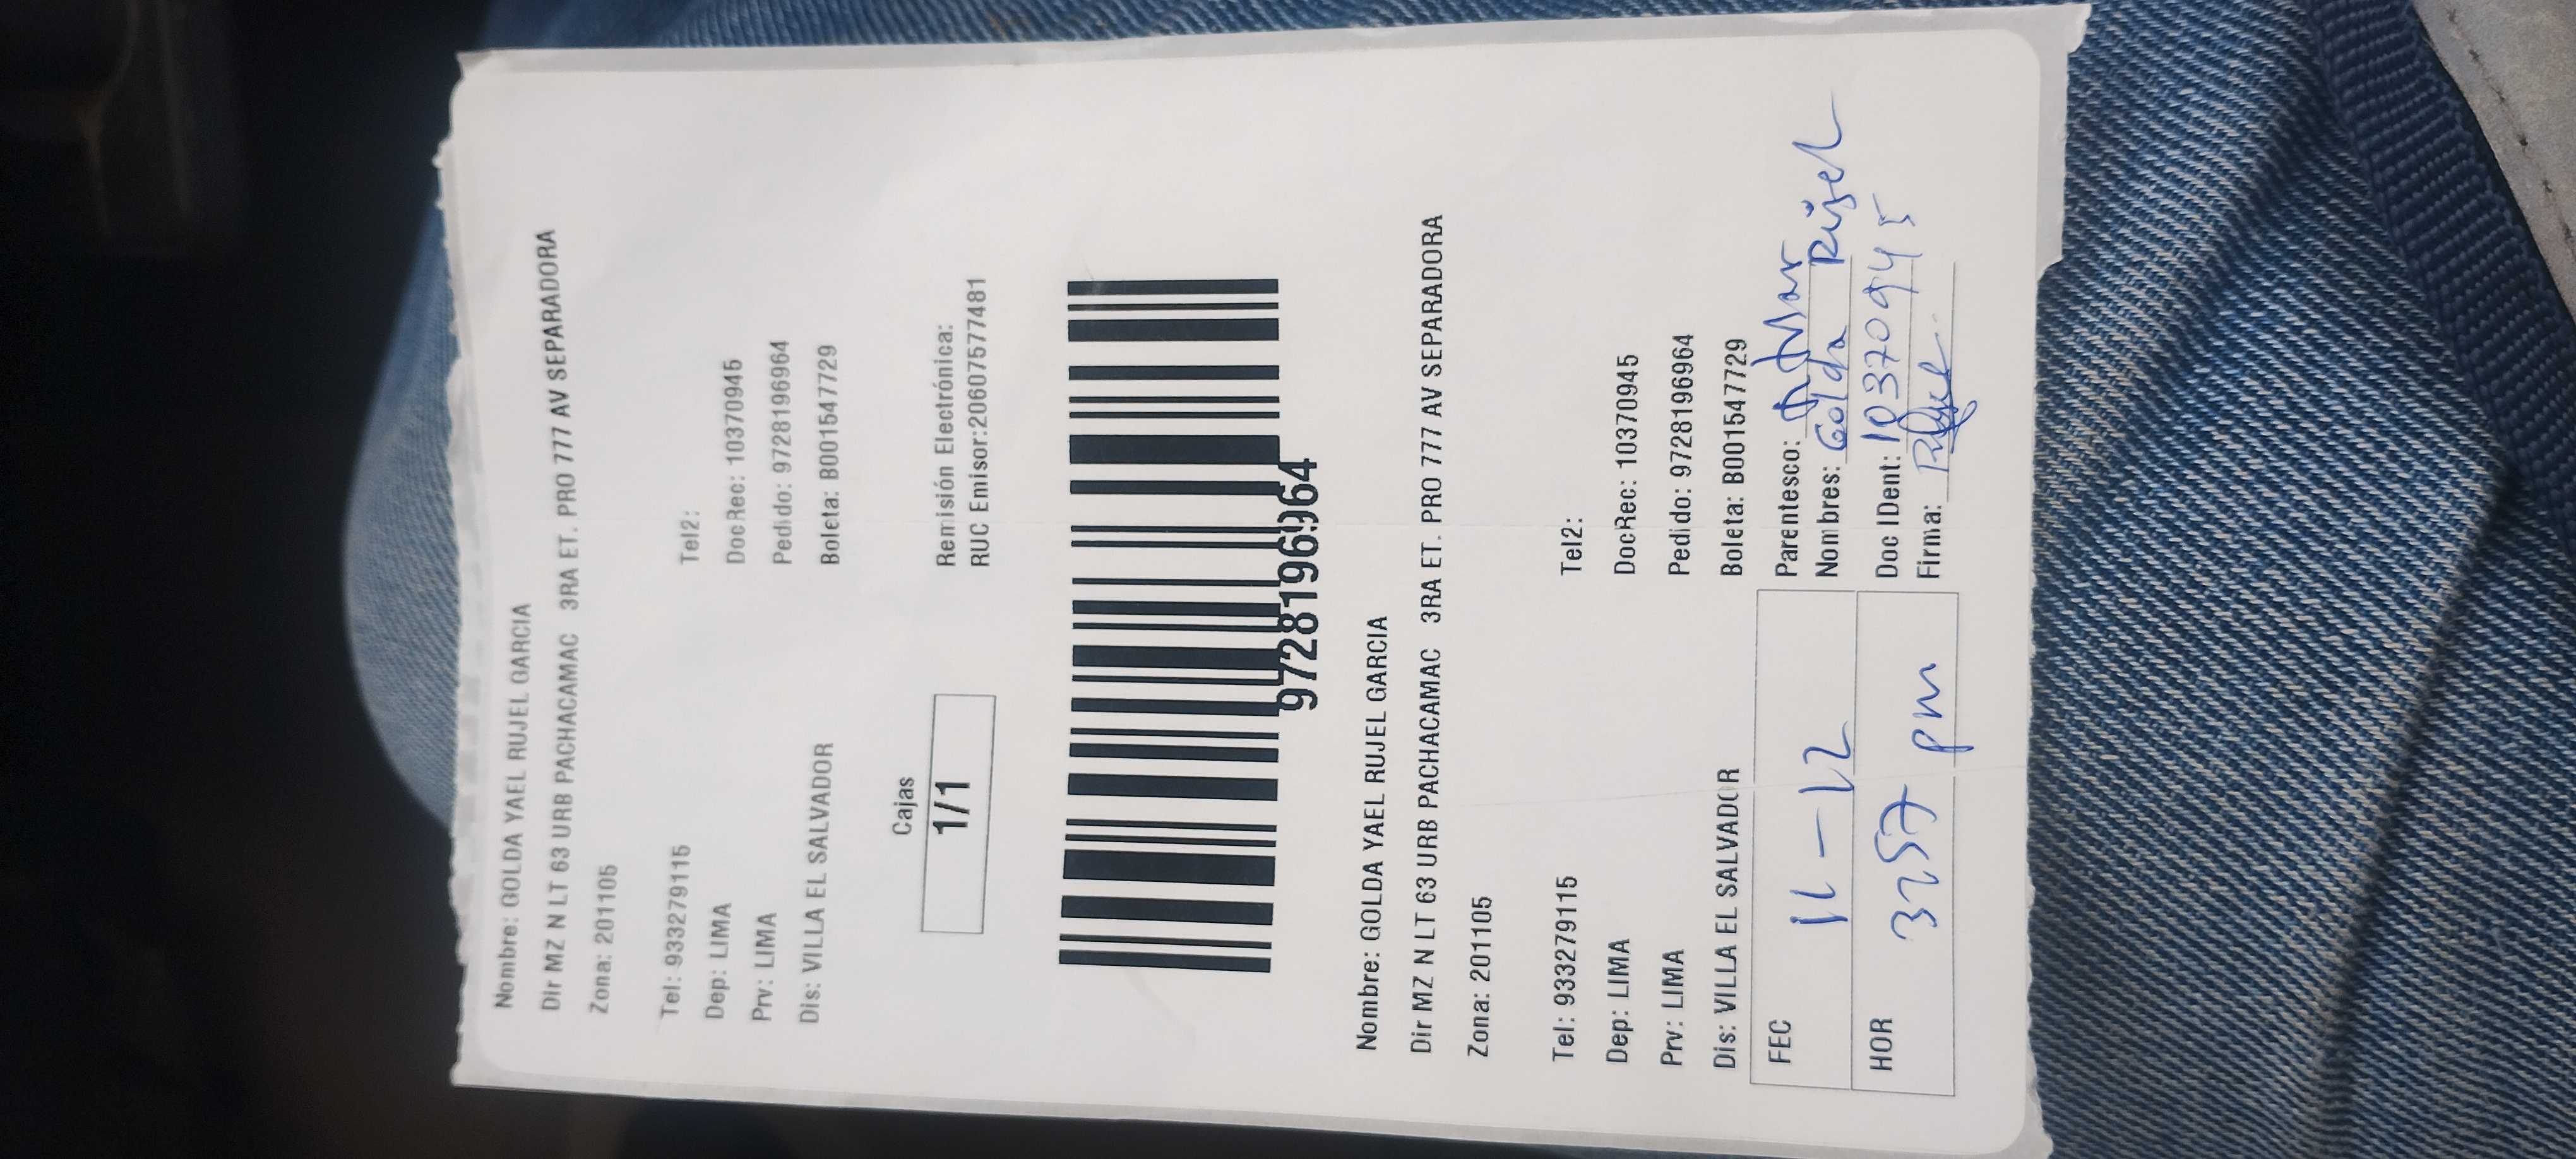 Nombre: GOLDA YAEL RUJEL GARCIA
Dir MZ N LT 63 URB PACHACAMAC 3RA ET. PRO 777 AV SEPARADORA
Zona: 201105
Tel: 933279115 Tel2:
Dep: LIMA DocRec: 10370945
Prv: LIMA Pedido: 9728196964
Dis: VILLA EL SALVADOR Boleta: B001547729
Cajas
1/1
Remisión Electrónica:
RUC Emisor:20607577481
9728196964
Nombre: GOLDA YAEL RUJEL GARCIA
Dir MZ N LT 63 URB PACHACAMAC 3RA ET. PRO 777 AV SEPARADORA
Zona: 201105
Tel: 933279115 Tel2:
Dep: LIMA DocRec: 10370945
Prv: LIMA Pedido: 9728196964
Dis: VILLA EL SALVADOR Boleta: B001547729
FEC 11-12 Parentesco:
Nombres: Golda Rujel
HOR 3:57 pm Doc IDent: 10370945
Firma: Rujel